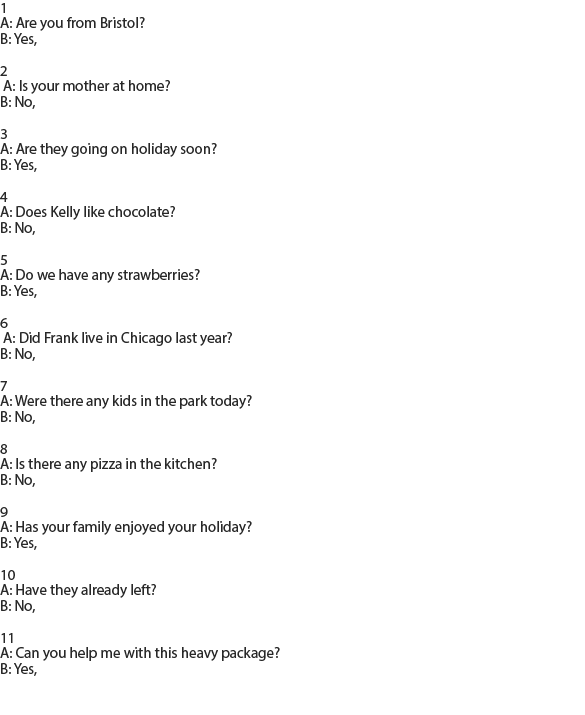 1
A: Are you from Bristol?
B: Yes,
2
A: Is your mother at home?
B: No,
3
A: Are they going on holiday soon?
B: Yes,
4
A: Does Kelly like chocolate?
B: No,
5
A: Do we have any strawberries?
B: Yes,
6
A: Did Frank live in Chicago last year?
B: No,
7
A: Were there any kids in the park today?
B: No,
8
A: Is there any pizza in the kitchen?
B: No,
9
A: Has your family enjoyed your holiday?
B: Yes,
10
A: Have they already left?
B: No,
11
A: Can you help me with this heavy package?
B: Yes,